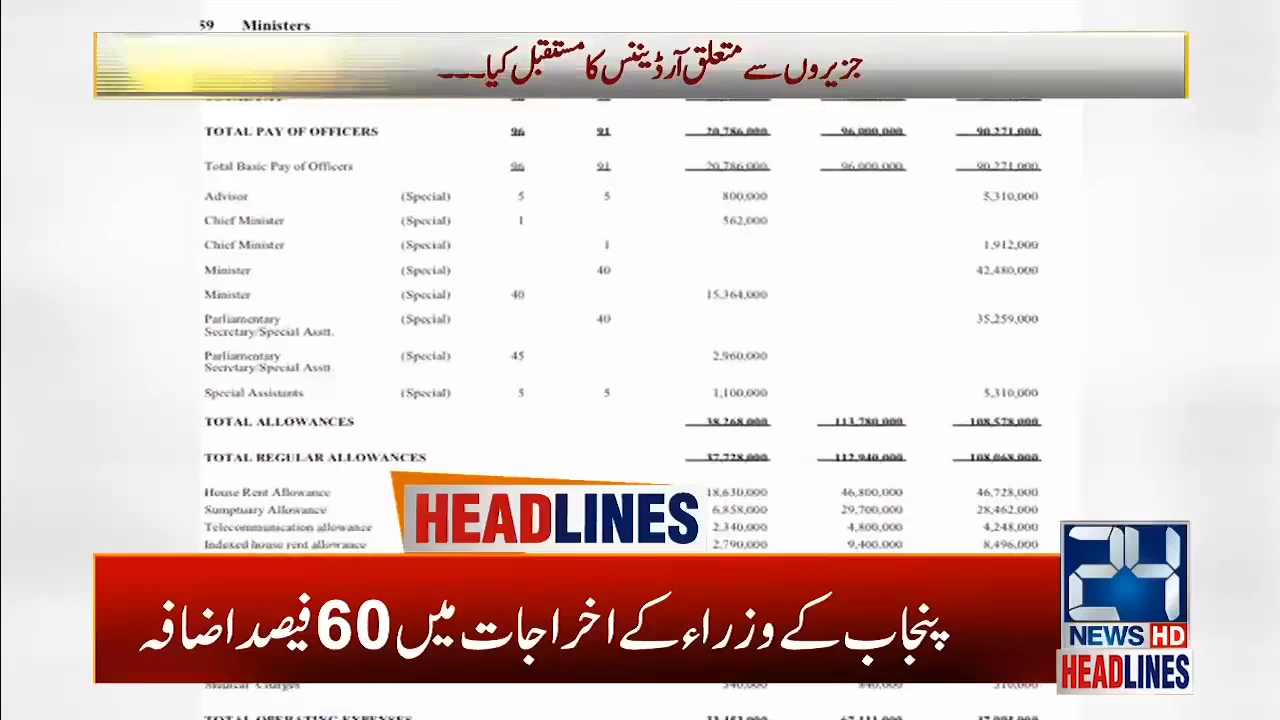 59 Ministers
جزیروں سے متعلق آرڈیننس کا مستقبل کیا۔۔۔
TOTAL PAY OF OFFICERS 96 91 20,786,000 96,000,000 90,271,000
Total Basic Pay of Officers 96 91 20,786,000 96,000,000 90,271,000
Advisor (Special) 5 5 800,000 5,310,000
Chief Minister (Special) 1 562,000
Chief Minister (Special) 1 1,912,000
Minister (Special) 40 42,480,000
Minister (Special) 40 15,364,000
Parliamentary (Special) 40 35,259,000
Secretary/Special Asstt.
Parliamentary (Special) 45 2,960,000
Secretary/Special Asstt.
Special Assistants (Special) 5 5 1,100,000 5,310,000
TOTAL ALLOWANCES 38,268,000 113,780,000 108,578,000
TOTAL REGULAR ALLOWANCES 37,728,000 112,940,000 108,068,000
House Rent Allowance 18,630,000 46,800,000 46,728,000
Sumptuary Allowance 6,858,000 29,700,000 28,462,000
Telecommunication allowance 2,340,000 4,800,000 4,248,000
Indexed house rent allowance 2,790,000 9,400,000 8,496,000
HEADLINES
پنجاب کے وزراء کے اخراجات میں 60 فیصد اضافہ
24
NEWS HD
HEADLINES
TOTAL OPERATING EXPENSES